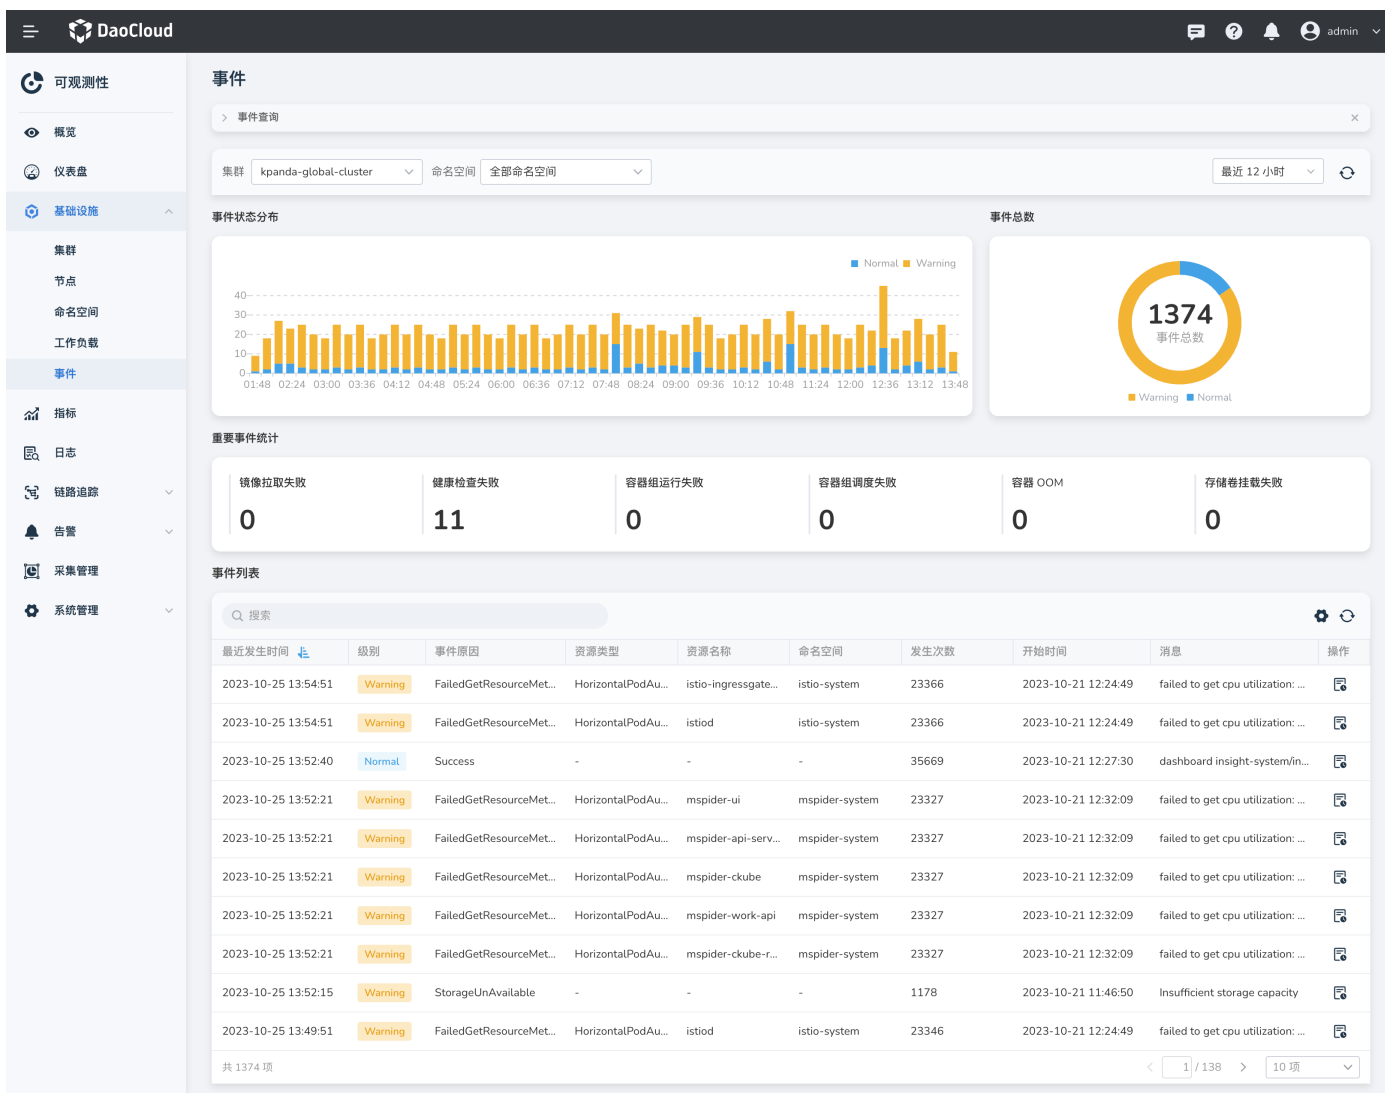 DaoCloud
admin
可观测性
概览
仪表盘
基础设施
集群
节点
命名空间
工作负载
事件
指标
日志
链路追踪
告警
采集管理
系统管理
事件
事件查询
集群 kpanda-global-cluster 命名空间 全部命名空间 最近 12 小时
事件状态分布
Normal Warning
40
30
20
10
0
01:48 02:24 03:00 03:36 04:12 04:48 05:24 06:00 06:36 07:12 07:48 08:24 09:00 09:36 10:12 10:48 11:24 12:00 12:36 13:12 13:48
事件总数
1374
事件总数
Warning Normal
重要事件统计
镜像拉取失败 健康检查失败 容器组运行失败 容器组调度失败 容器 OOM 存储卷挂载失败
0 11 0 0 0 0
事件列表
搜索
最近发生时间 级别 事件原因 资源类型 资源名称 命名空间 发生次数 开始时间 消息 操作
2023-10-25 13:54:51 Warning FailedGetResourceMet... HorizontalPodAu... istio-ingressgate... istio-system 23366 2023-10-21 12:24:49 failed to get cpu utilization: ...
2023-10-25 13:54:51 Warning FailedGetResourceMet... HorizontalPodAu... istiod istio-system 23366 2023-10-21 12:24:49 failed to get cpu utilization: ...
2023-10-25 13:52:40 Normal Success - - - 35669 2023-10-21 12:27:30 dashboard insight-system/in...
2023-10-25 13:52:21 Warning FailedGetResourceMet... HorizontalPodAu... mspider-ui mspider-system 23327 2023-10-21 12:32:09 failed to get cpu utilization: ...
2023-10-25 13:52:21 Warning FailedGetResourceMet... HorizontalPodAu... mspider-api-serv... mspider-system 23327 2023-10-21 12:32:09 failed to get cpu utilization: ...
2023-10-25 13:52:21 Warning FailedGetResourceMet... HorizontalPodAu... mspider-ckube mspider-system 23327 2023-10-21 12:32:09 failed to get cpu utilization: ...
2023-10-25 13:52:21 Warning FailedGetResourceMet... HorizontalPodAu... mspider-work-api mspider-system 23327 2023-10-21 12:32:09 failed to get cpu utilization: ...
2023-10-25 13:52:21 Warning FailedGetResourceMet... HorizontalPodAu... mspider-ckube-r... mspider-system 23327 2023-10-21 12:32:09 failed to get cpu utilization: ...
2023-10-25 13:52:15 Warning StorageUnAvailable - - - 1178 2023-10-21 11:46:50 Insufficient storage capacity
2023-10-25 13:49:51 Warning FailedGetResourceMet... HorizontalPodAu... istiod istio-system 23346 2023-10-21 12:24:49 failed to get cpu utilization: ...
共 1374 项 1 / 138 10 项